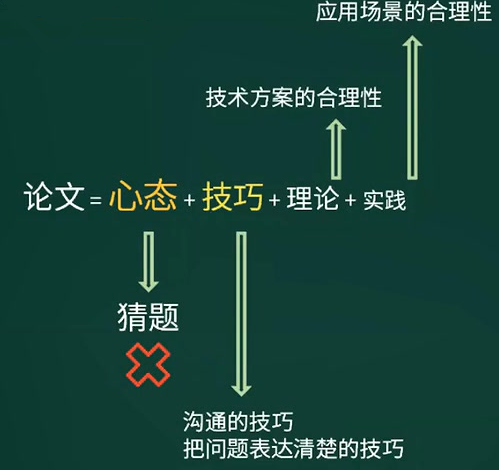 应用场景的合理性
技术方案的合理性
论文=心态+技巧+理论+实践
猜题
沟通的技巧
把问题表达清楚的技巧